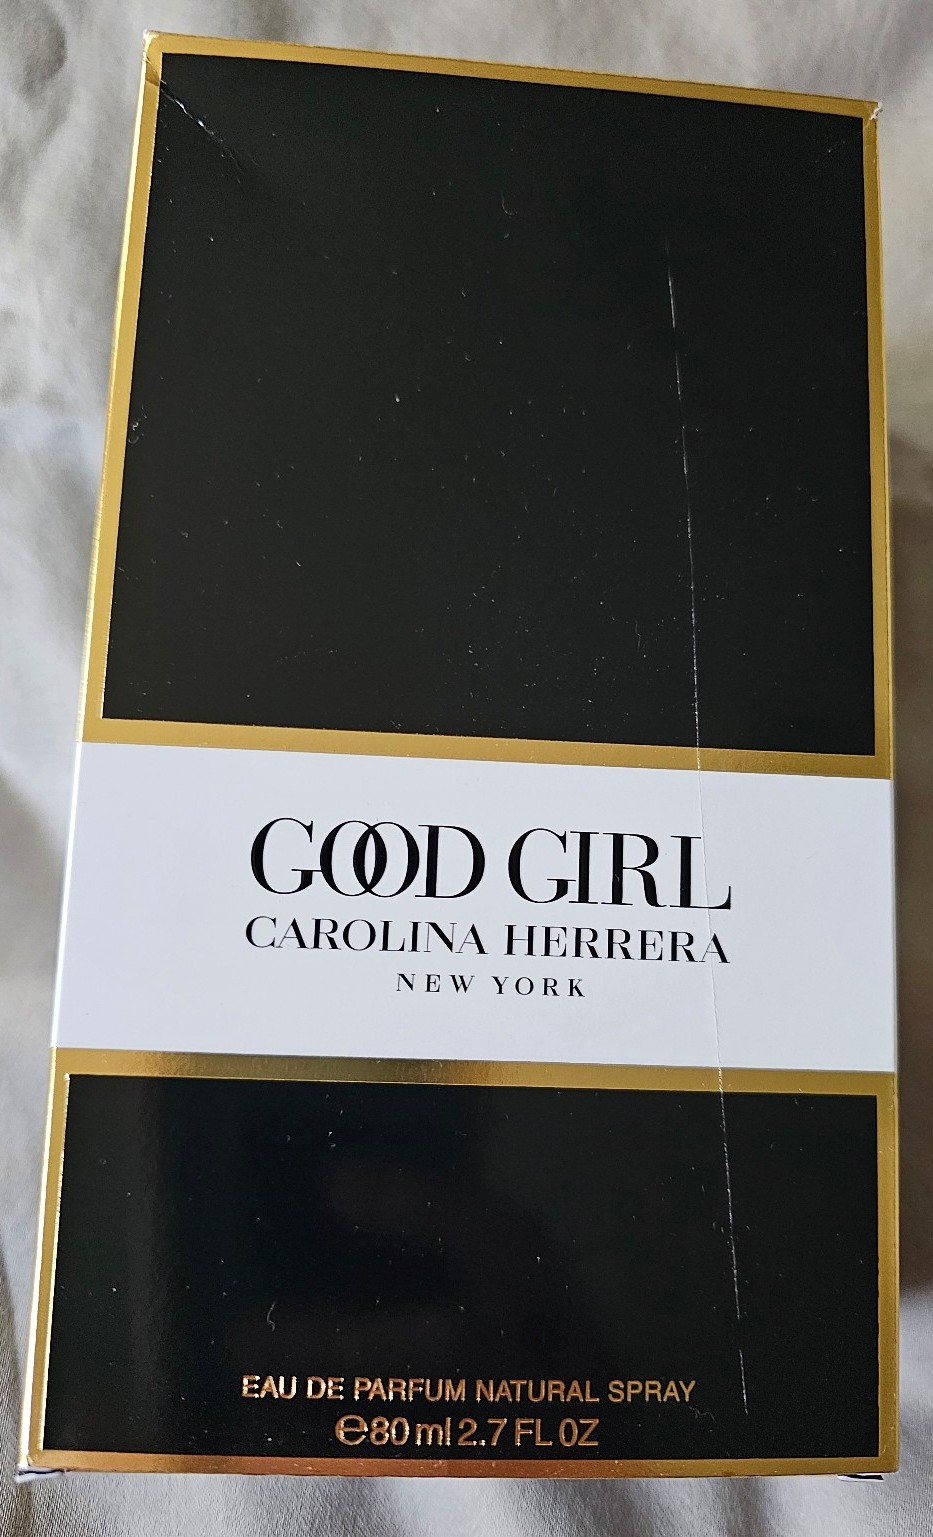 GOOD GIRL
CAROLINA HERRERA
NEW YORK
EAU DE PARFUM NATURAL SPRAY
℮80 ml 2.7 FL OZ